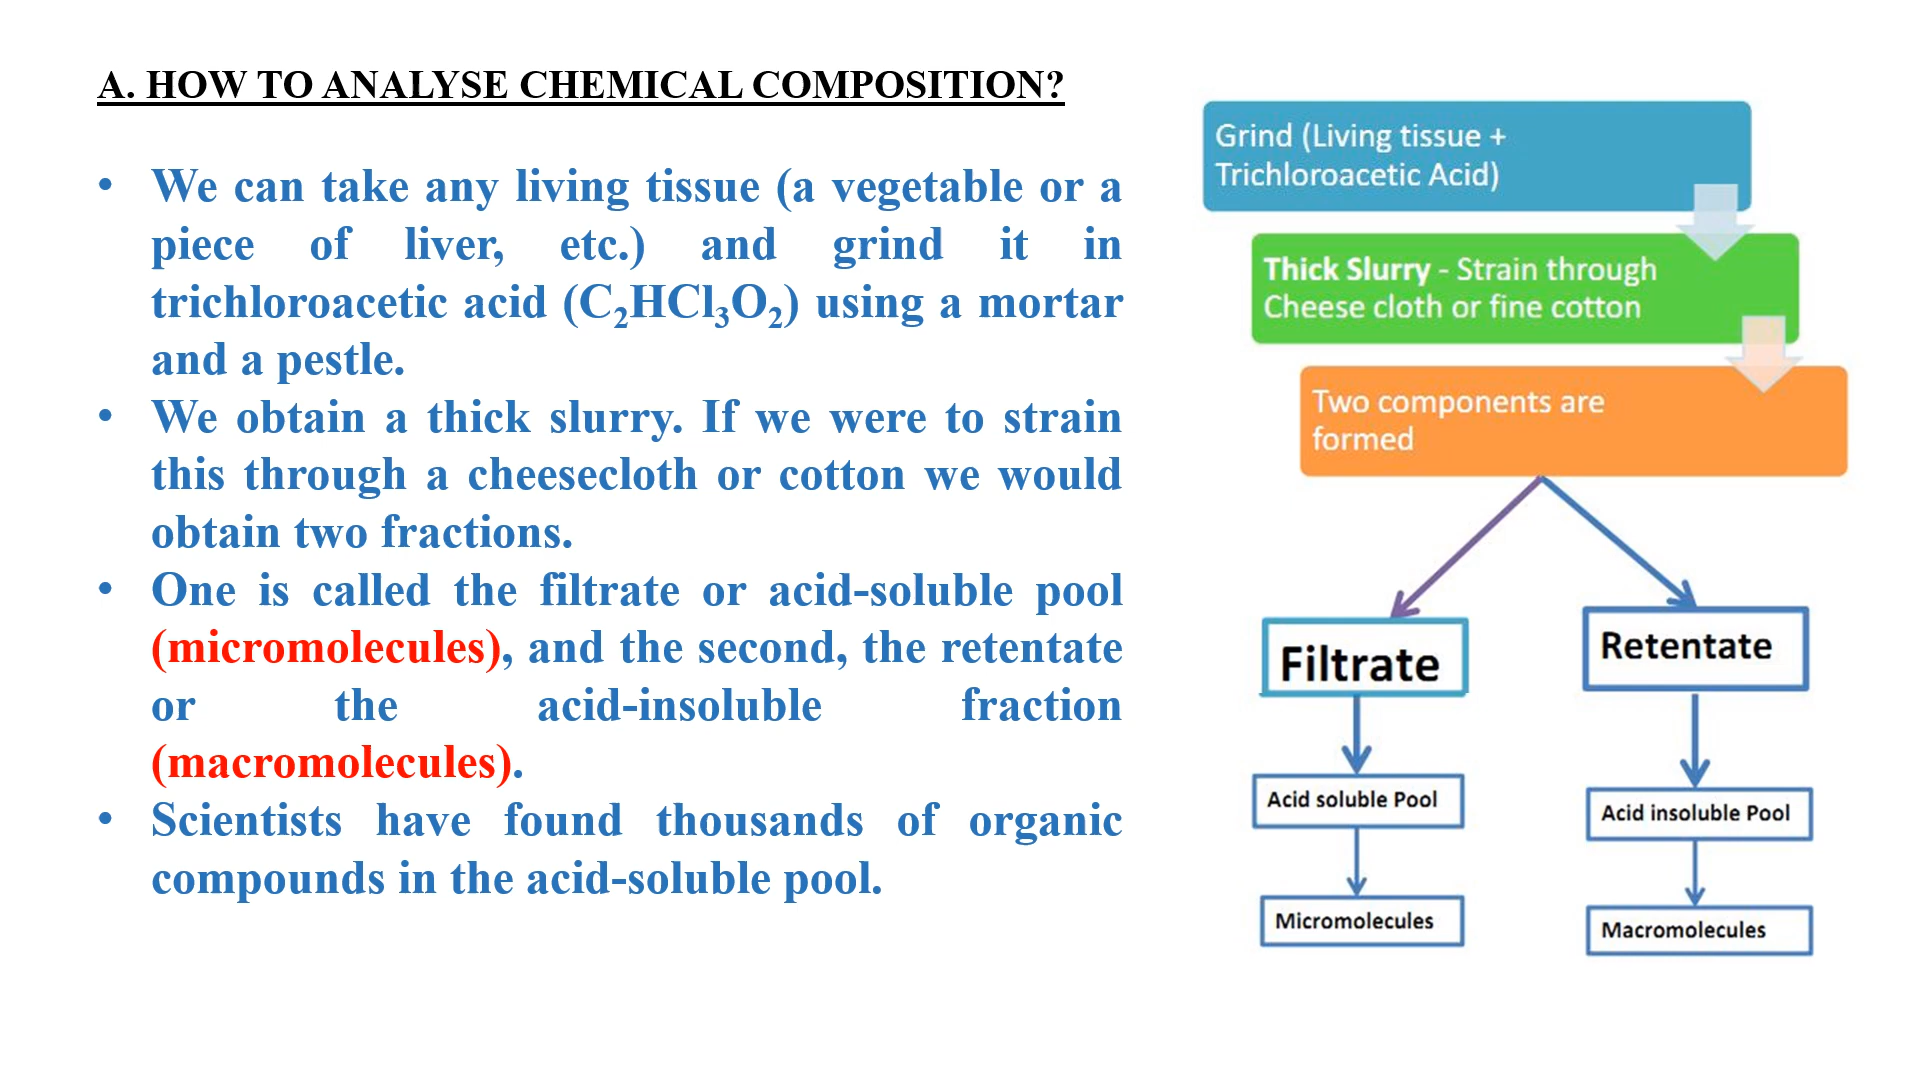 A. HOW TO ANALYSE CHEMICAL COMPOSITION?
• We can take any living tissue (a vegetable or a
piece of liver, etc.) and grind it in
trichloroacetic acid (C₂HCl₃O₂) using a mortar
and a pestle.
• We obtain a thick slurry. If we were to strain
this through a cheesecloth or cotton we would
obtain two fractions.
• One is called the filtrate or acid-soluble pool
(micromolecules), and the second, the retentate
or the acid-insoluble fraction
(macromolecules).
• Scientists have found thousands of organic
compounds in the acid-soluble pool.
Grind (Living tissue +
Trichloroacetic Acid)
Thick Slurry - Strain through
Cheese cloth or fine cotton
Two components are
formed
Filtrate
Retentate
Acid soluble Pool
Acid insoluble Pool
Micromolecules
Macromolecules